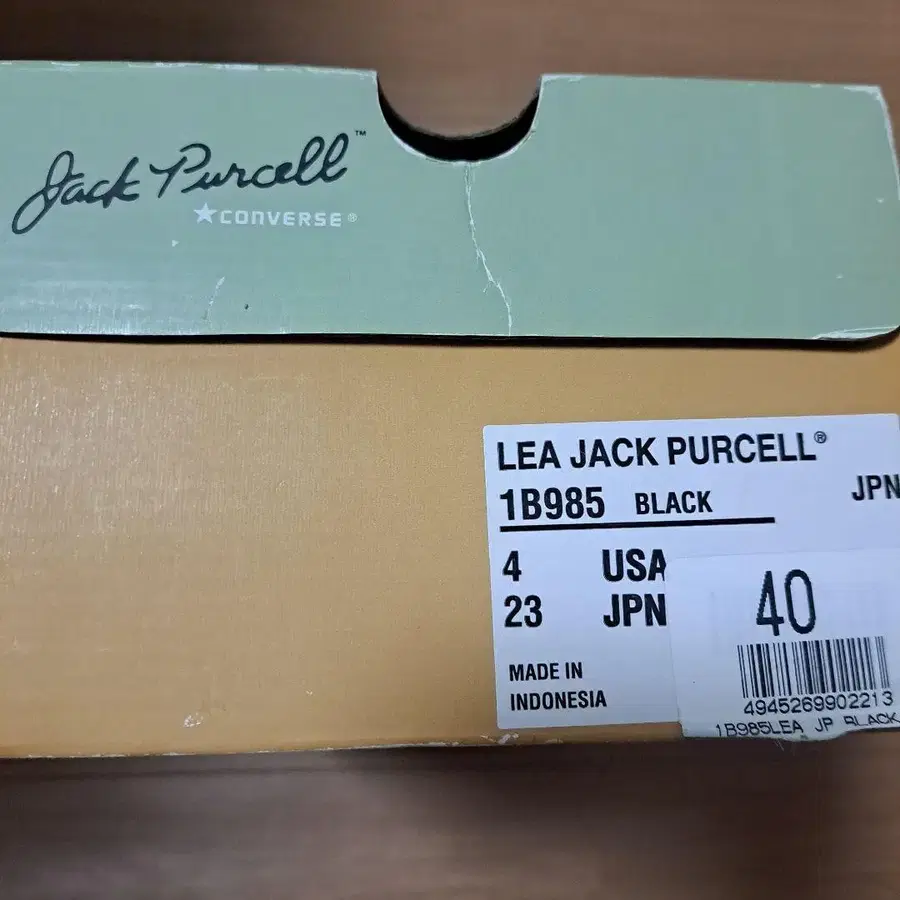 Jack Purcell™
★CONVERSE®
LEA JACK PURCELL®
1B985 BLACK JPN
4 USA
23 JPN
40
MADE IN
INDONESIA
4945269902213
1B985LEA JP BLACK